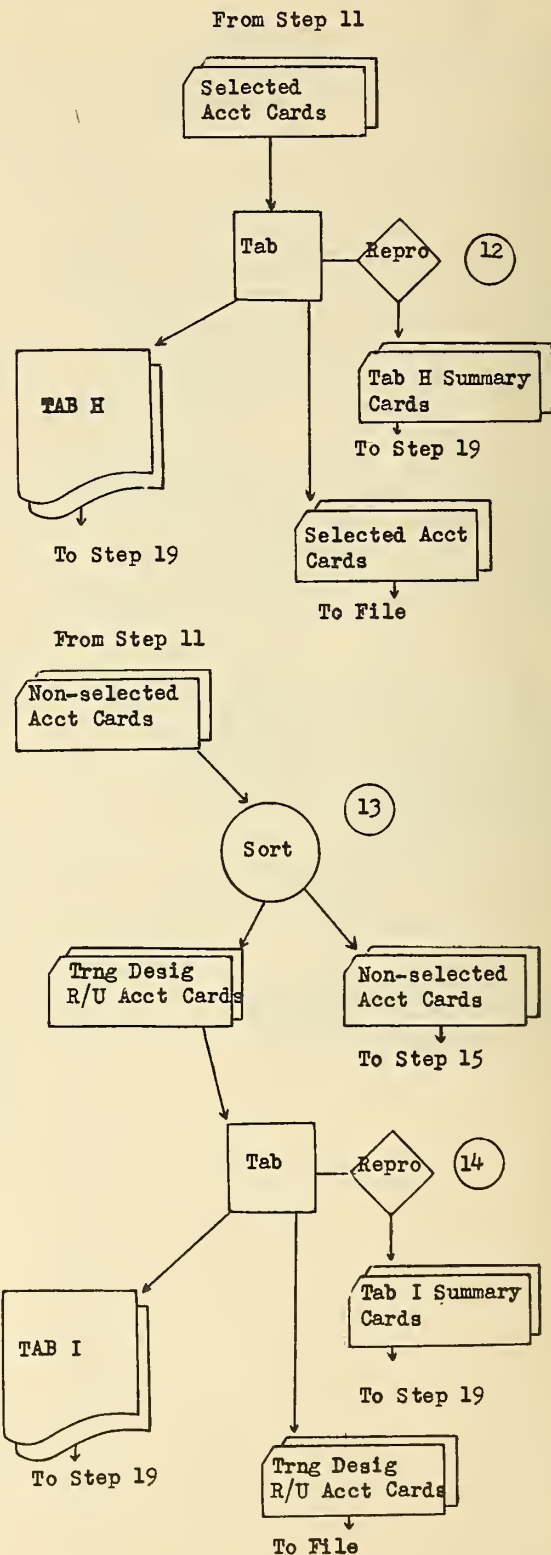 From Step 11
Selected
Acct Cards
Tab
Repro
12
TAB H
Tab H Summary
Cards
To Step 19
To Step 19
Selected Acct
Cards
To File
From Step 11
Non-selected
Acct Cards
13
Sort
Trng Desig
R/U Acct Cards
Non-selected
Acct Cards
To Step 15
Tab
Repro
14
TAB I
Tab I Summary
Cards
To Step 19
To Step 19
Trng Desig
R/U Acct Cards
To File